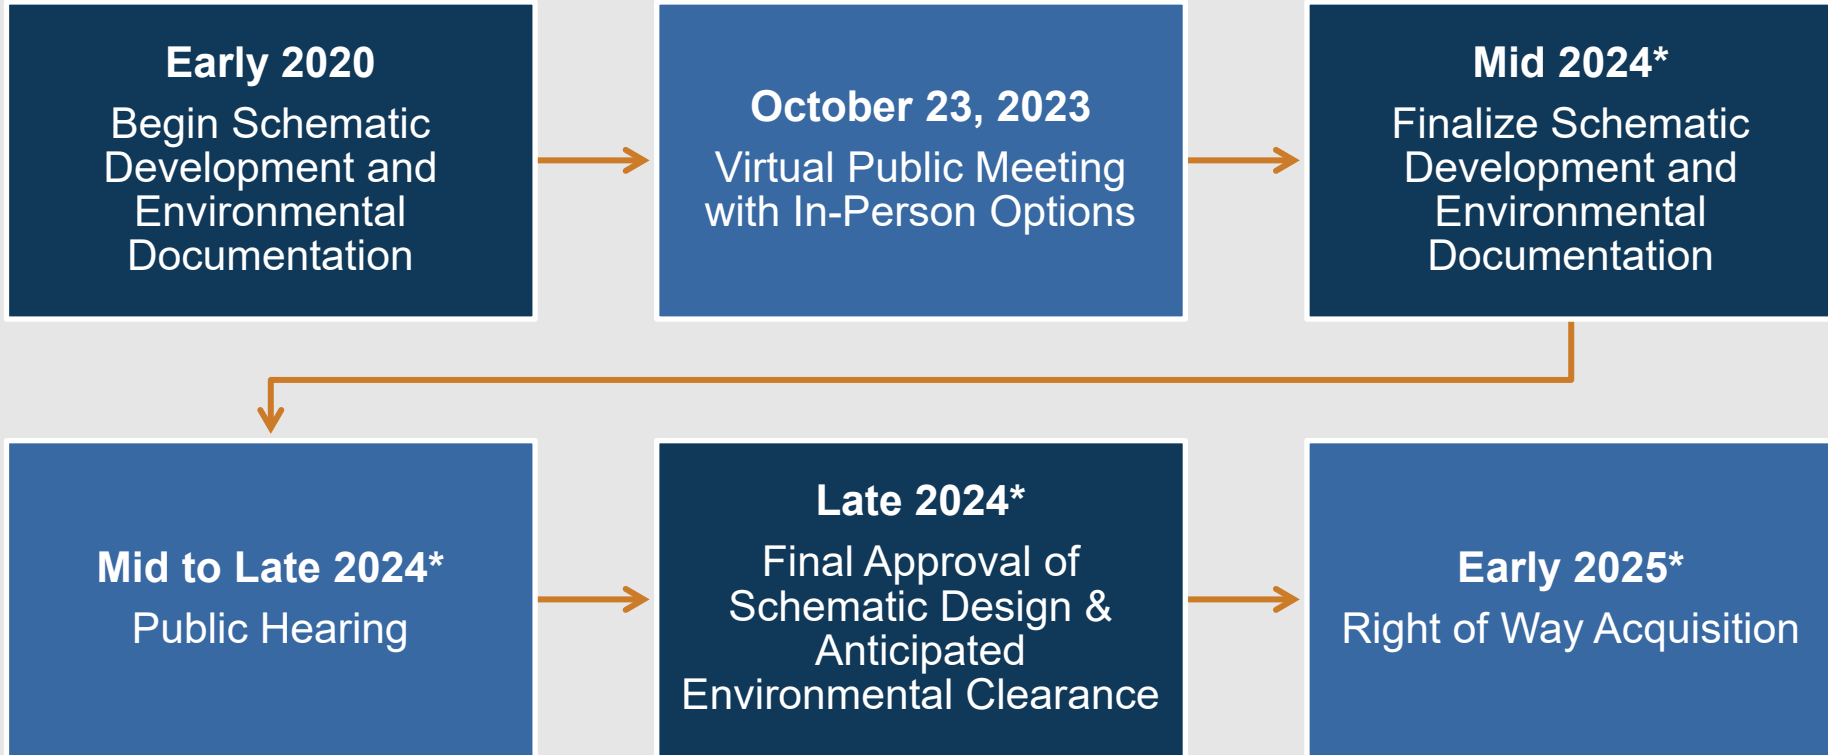 Early 2020
Begin Schematic
Development and
Environmental
Documentation
October 23, 2023
Virtual Public Meeting
with In-Person Options
Mid 2024*
Finalize Schematic
Development and
Environmental
Documentation
Mid to Late 2024*
Public Hearing
Late 2024*
Final Approval of
Schematic Design &
Anticipated
Environmental Clearance
Early 2025*
Right of Way Acquisition